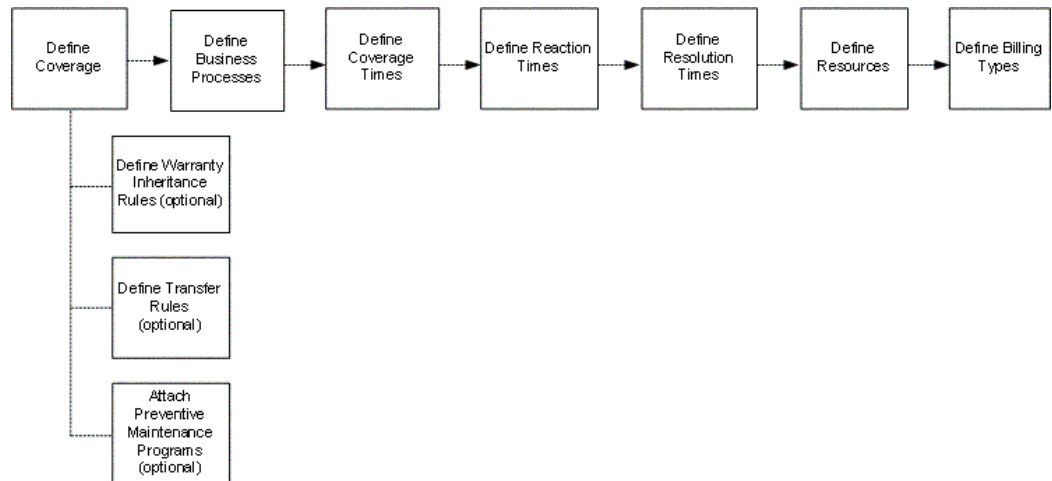 Define
Coverage
Define
Business
Processes
Define
Coverage
Times
Define Reaction
Times
Define
Resolution
Times
Define
Resources
Define Billing
Types
Define Warranty
Inheritance
Rules (optional)
Define Transfer
Rules
(optional)
Attach
Preventive
Maintenance
Programs
(optional)